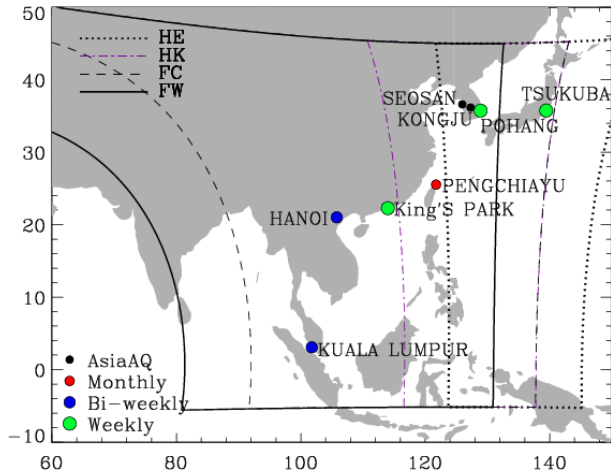 50
HE
HK
FC
FW
40
SEOSAN
TSUKUBA
KONGJU
POHANG
30
PENGCHIAYU
King'S PARK
HANOI
20
10
KUALA LUMPUR
AsiaAQ
0
Monthly
Bi-weekly
Weekly
-10
60
80
100
120
140